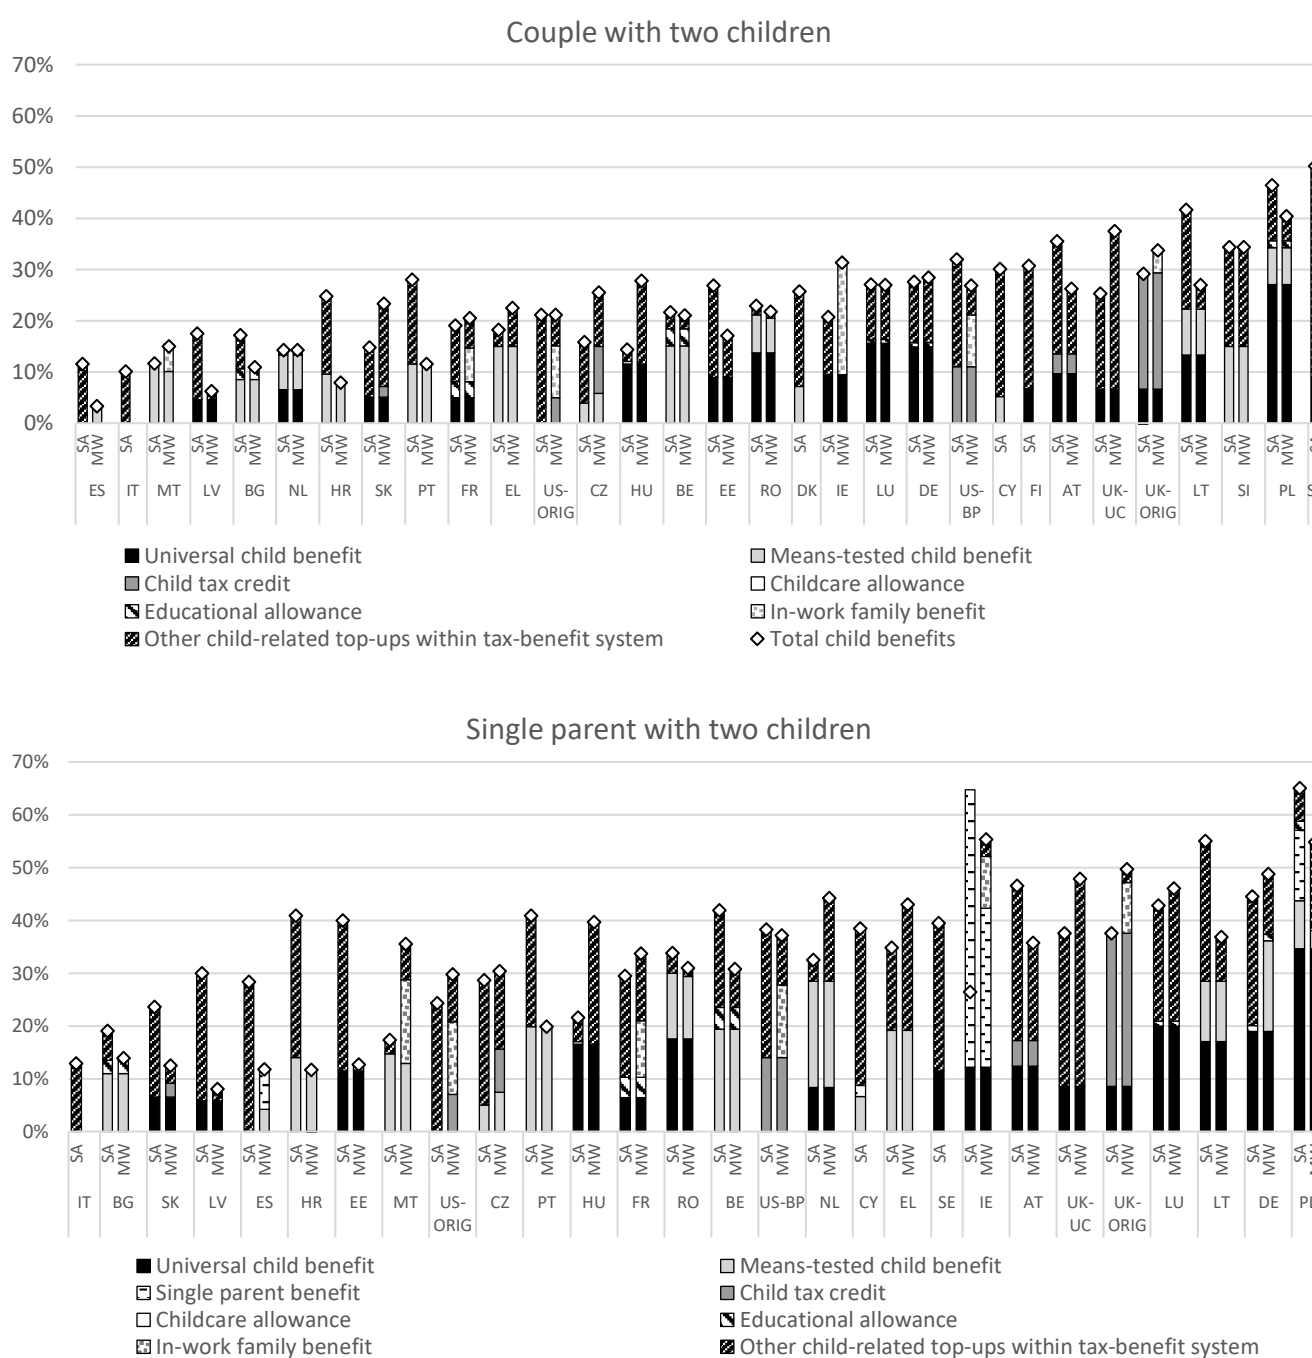 Couple with two children
70%
60%
50%
40%
30%
20%
10%
0%
SA MW SA SA MW SA MW SA MW SA MW SA MW SA MW SA MW SA MW SA MW SA MW SA MW SA MW SA MW SA MW SA MW SA SA MW SA MW SA MW SA MW SA SA SA MW SA MW SA MW SA MW SA MW SA MW
ES IT MT LV BG NL HR SK PT FR EL US-ORIG CZ HU BE EE RO DK IE LU DE US-BP CY FI AT UK-UC UK-ORIG LT SI PL S
Universal child benefit Means-tested child benefit
Child tax credit Childcare allowance
Educational allowance In-work family benefit
Other child-related top-ups within tax-benefit system Total child benefits
Single parent with two children
70%
60%
50%
40%
30%
20%
10%
0%
SA SA MW SA MW SA MW SA MW SA MW SA MW SA MW SA MW SA MW SA MW SA MW SA MW SA MW SA MW SA MW SA MW SA SA MW SA SA MW SA MW SA MW SA MW SA MW SA MW SA MW SA MW
IT BG SK LV ES HR EE MT US-ORIG CZ PT HU FR RO BE US-BP NL CY EL SE IE AT UK-UC UK-ORIG LU LT DE PL
Universal child benefit Means-tested child benefit
Single parent benefit Child tax credit
Childcare allowance Educational allowance
In-work family benefit Other child-related top-ups within tax-benefit system